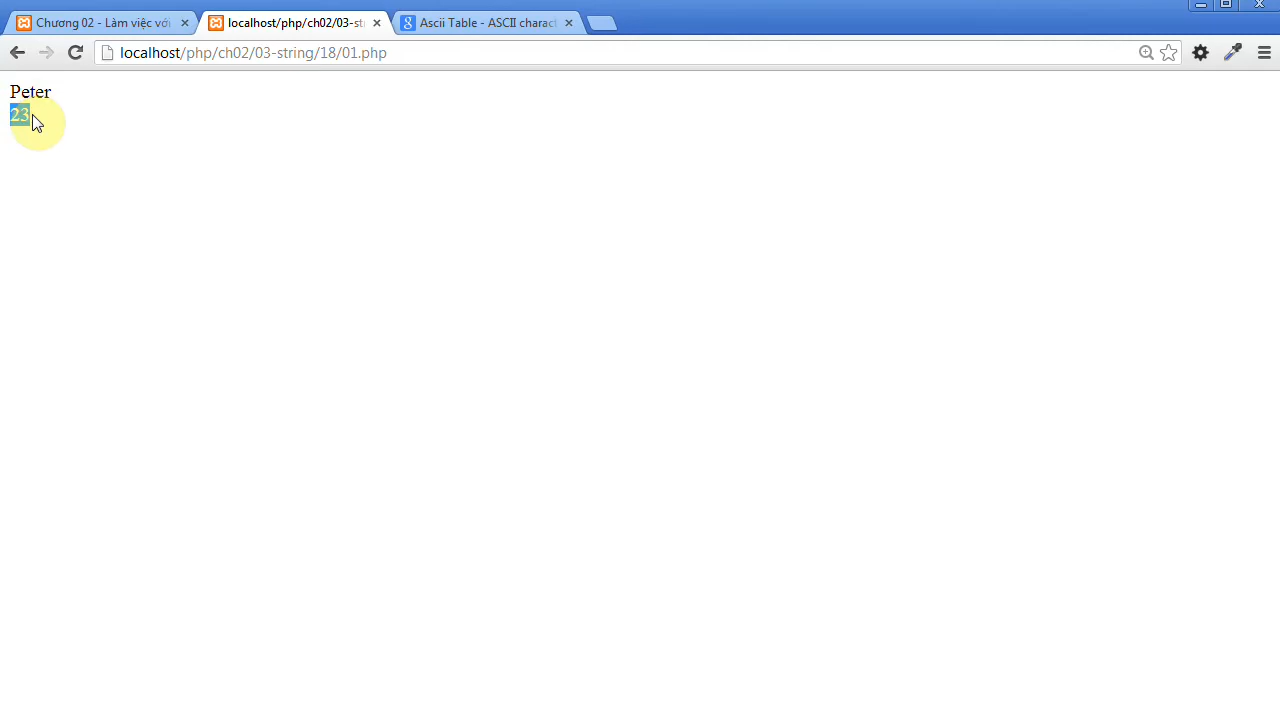 Chương 02 - Làm việc với
localhost/php/ch02/03-st
Ascii Table - ASCII charact
localhost/php/ch02/03-string/18/01.php
Peter
23